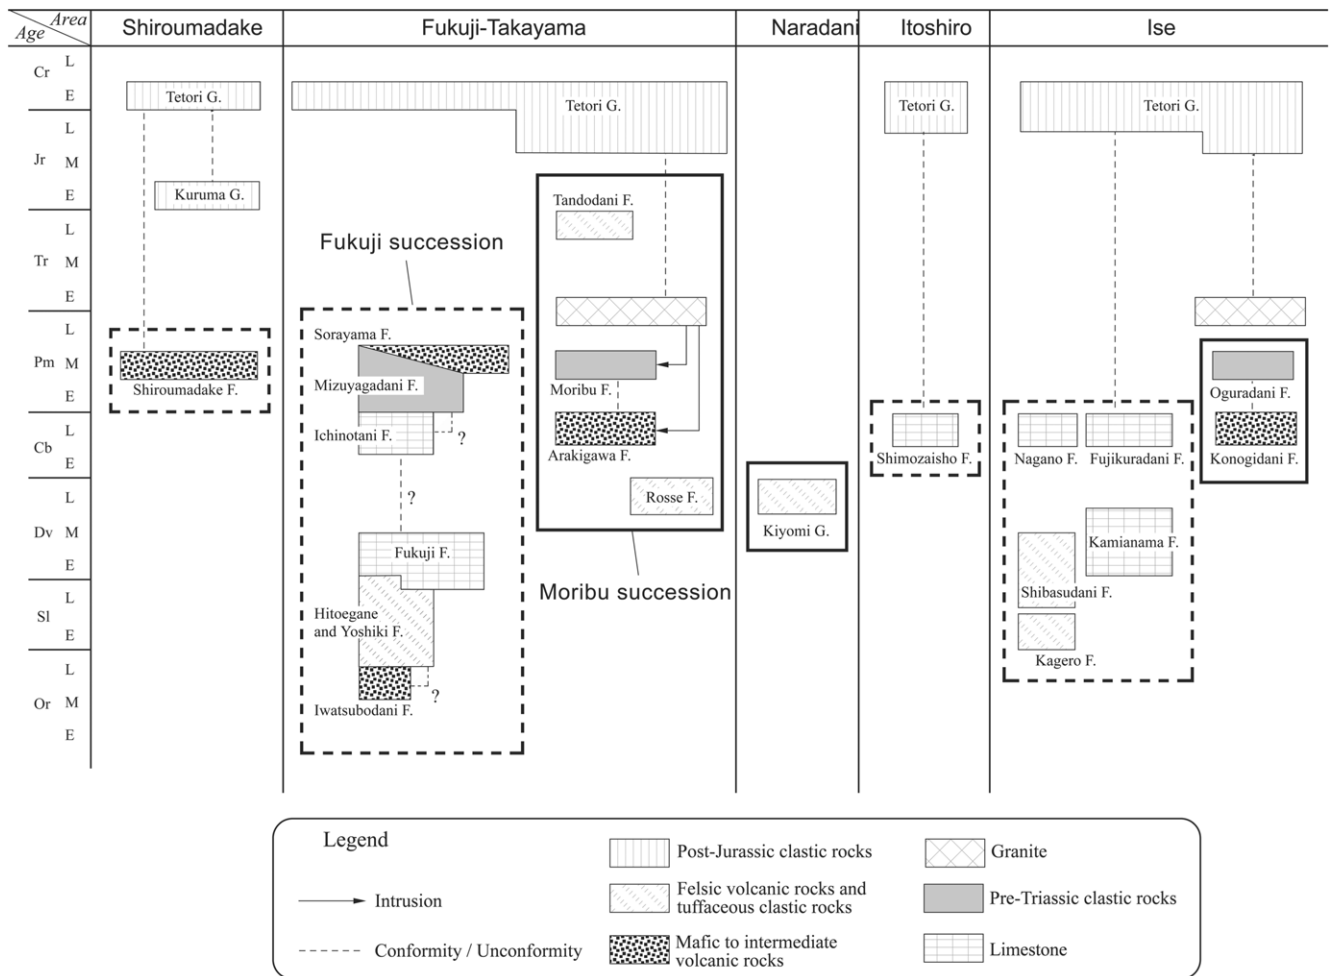 Area
Age
Shiroumadake
Fukuji-Takayama
Naradani
Itoshiro
Ise
Cr
L
E
Jr
L
M
E
Tr
L
M
E
Pm
L
M
E
Cb
L
E
Dv
L
M
E
Sl
L
E
Or
L
M
E
Tetori G.
Kuruma G.
Shiroumadake F.
Tetori G.
Fukuji succession
Sorayama F.
Mizuyagadani F.
Ichinotani F.
?
?
Fukuji F.
Hitoegane
and Yoshiki F.
?
Iwatsubodani F.
Tandodani F.
Moribu F.
Arakigawa F.
Rosse F.
Moribu succession
Kiyomi G.
Tetori G.
Shimozaisho F.
Tetori G.
Nagano F.
Fujikuradani F.
Kamianama F.
Shibasudani F.
Kagero F.
Oguradani F.
Konogidani F.
Legend
Intrusion
Conformity / Unconformity
Post-Jurassic clastic rocks
Felsic volcanic rocks and
tuffaceous clastic rocks
Mafic to intermediate
volcanic rocks
Granite
Pre-Triassic clastic rocks
Limestone